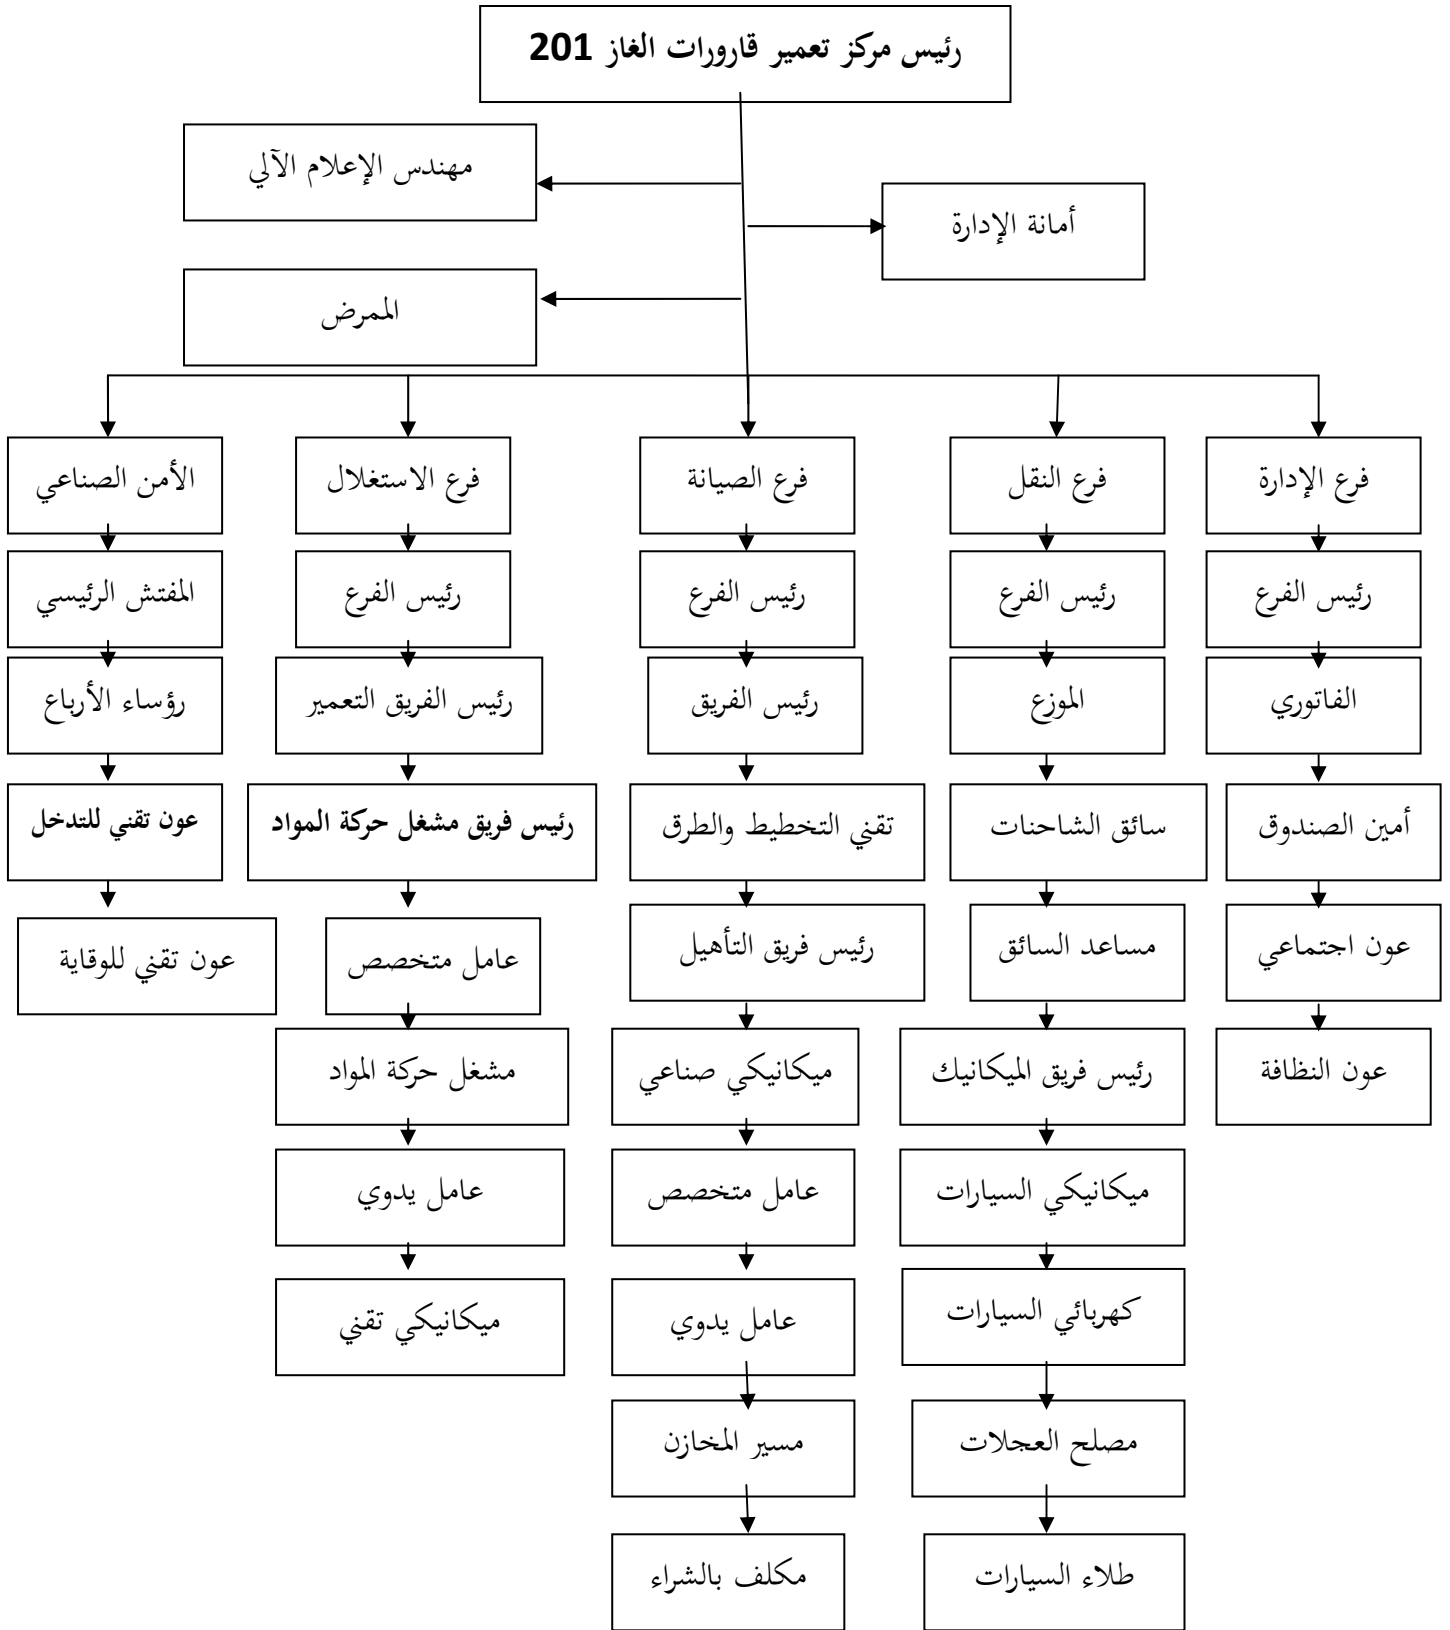 رئيس مركز تعمير قارورات الغاز 201
مهندس الإعلام الآلي
أمانة الإدارة
الممرض
فرع الإدارة
فرع النقل
فرع الصيانة
فرع الاستغلال
الأمن الصناعي
رئيس الفرع
رئيس الفرع
رئيس الفرع
رئيس الفرع
المفتش الرئيسي
الفاتوري
الموزع
رئيس الفريق
رئيس الفريق التعمير
رؤساء الأرباع
أمين الصندوق
سائق الشاحنات
تقني التخطيط والطرق
رئيس فريق مشغل حركة المواد
عون تقني للتدخل
عون اجتماعي
مساعد السائق
رئيس فريق التأهيل
عامل متخصص
عون تقني للوقاية
عون النظافة
رئيس فريق الميكانيك
ميكانيكي صناعي
مشغل حركة المواد
ميكانيكي السيارات
عامل متخصص
عامل يدوي
كهربائي السيارات
عامل يدوي
ميكانيكي تقني
مصلح العجلات
مسير المخازن
طلاء السيارات
مكلف بالشراء